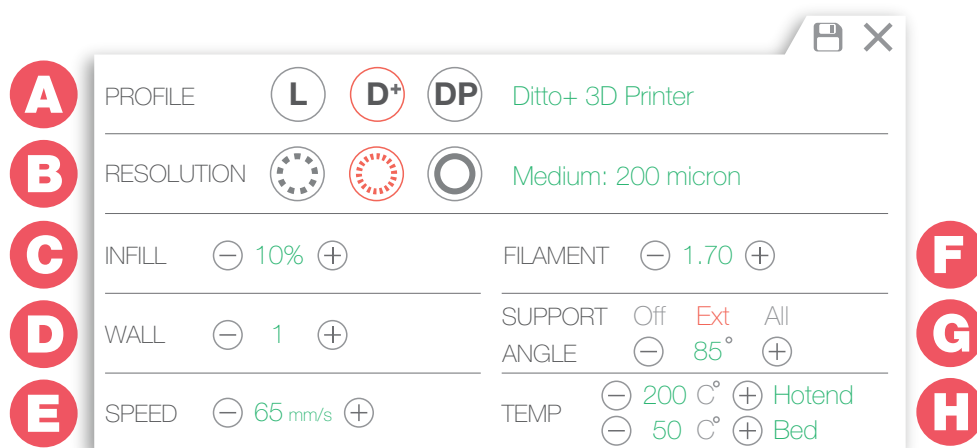 A PROFILE L D+ DP Ditto+ 3D Printer
B RESOLUTION Medium: 200 micron
C INFILL − 10% + FILAMENT − 1.70 + F
D WALL − 1 + SUPPORT Off Ext All G
ANGLE − 85° +
E SPEED − 65 mm/s + TEMP − 200 C° + Hotend H
− 50 C° + Bed